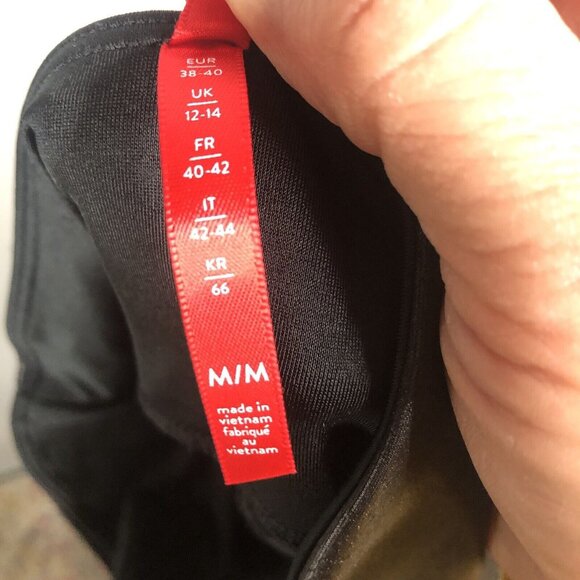 EUR
38-40
UK
12-14
FR
40-42
IT
42-44
KR
66
M/M
made in
vietnam
fabriqué
au
vietnam